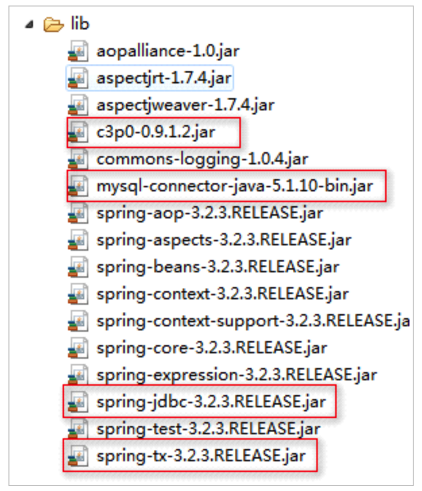 lib
aopalliance-1.0.jar
aspectjrt-1.7.4.jar
aspectjweaver-1.7.4.jar
c3p0-0.9.1.2.jar
commons-logging-1.0.4.jar
mysql-connector-java-5.1.10-bin.jar
spring-aop-3.2.3.RELEASE.jar
spring-aspects-3.2.3.RELEASE.jar
spring-beans-3.2.3.RELEASE.jar
spring-context-3.2.3.RELEASE.jar
spring-context-support-3.2.3.RELEASE.ja
spring-core-3.2.3.RELEASE.jar
spring-expression-3.2.3.RELEASE.jar
spring-jdbc-3.2.3.RELEASE.jar
spring-test-3.2.3.RELEASE.jar
spring-tx-3.2.3.RELEASE.jar